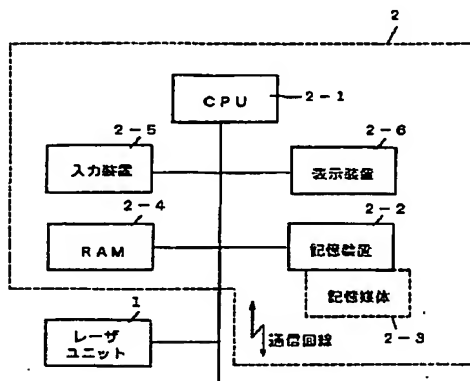 2
CPU
2-1
2-5
入力装置
2-6
表示装置
2-4
RAM
2-2
記憶装置
記憶媒体
2-3
1
レーザ
ユニット
通信回線